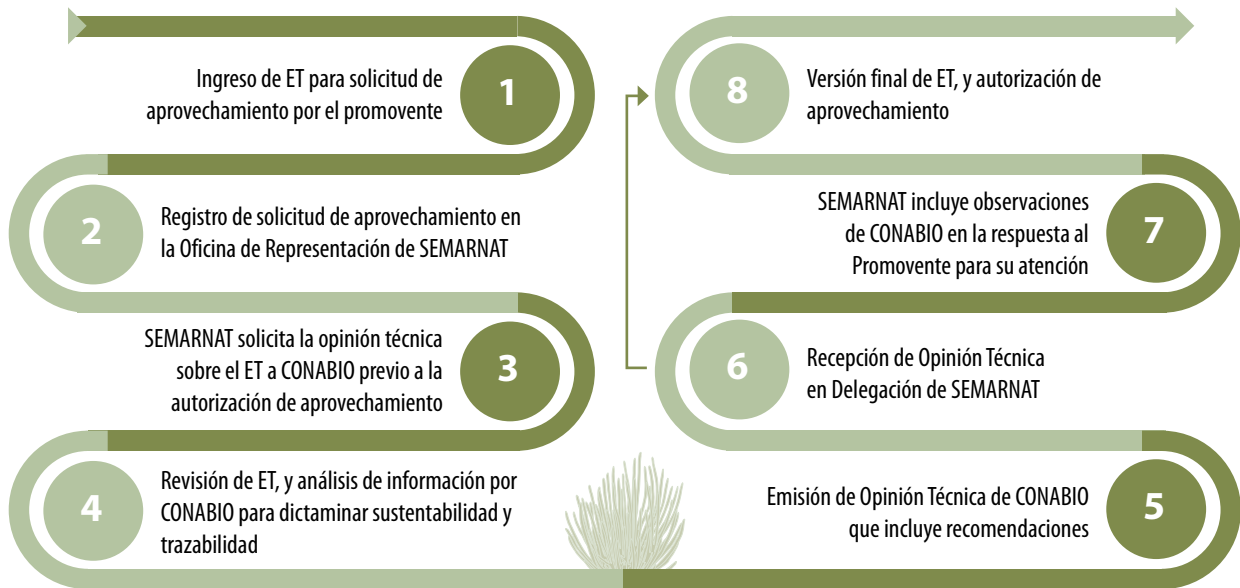 1
Ingreso de ET para solicitud de
aprovechamiento por el promovente
2
Registro de solicitud de aprovechamiento en
la Oficina de Representación de SEMARNAT
3
SEMARNAT solicita la opinión técnica
sobre el ET a CONABIO previo a la
autorización de aprovechamiento
4
Revisión de ET, y análisis de información por
CONABIO para dictaminar sustentabilidad y
trazabilidad
5
Emisión de Opinión Técnica de CONABIO
que incluye recomendaciones
6
Recepción de Opinión Técnica
en Delegación de SEMARNAT
7
SEMARNAT incluye observaciones
de CONABIO en la respuesta al
Promovente para su atención
8
Versión final de ET, y autorización de
aprovechamiento